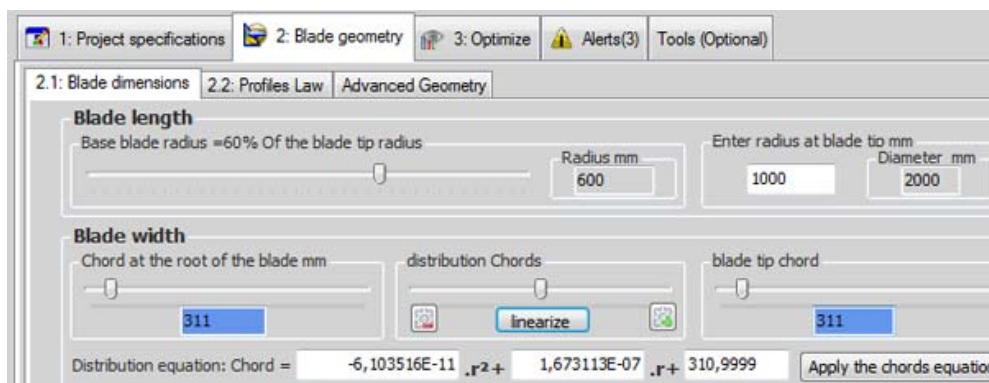 1: Project specifications 2: Blade geometry 3: Optimize Alerts(3) Tools (Optional)
2.1: Blade dimensions 2.2: Profiles Law Advanced Geometry
Blade length
Base blade radius =60% Of the blade tip radius
Radius mm
600
Enter radius at blade tip mm
1000
Diameter mm
2000
Blade width
Chord at the root of the blade mm
311
distribution Chords
linearize
blade tip chord
311
Distribution equation: Chord = -6,103516E-11 .r²+ 1,673113E-07 .r+ 310,9999 Apply the chords equation